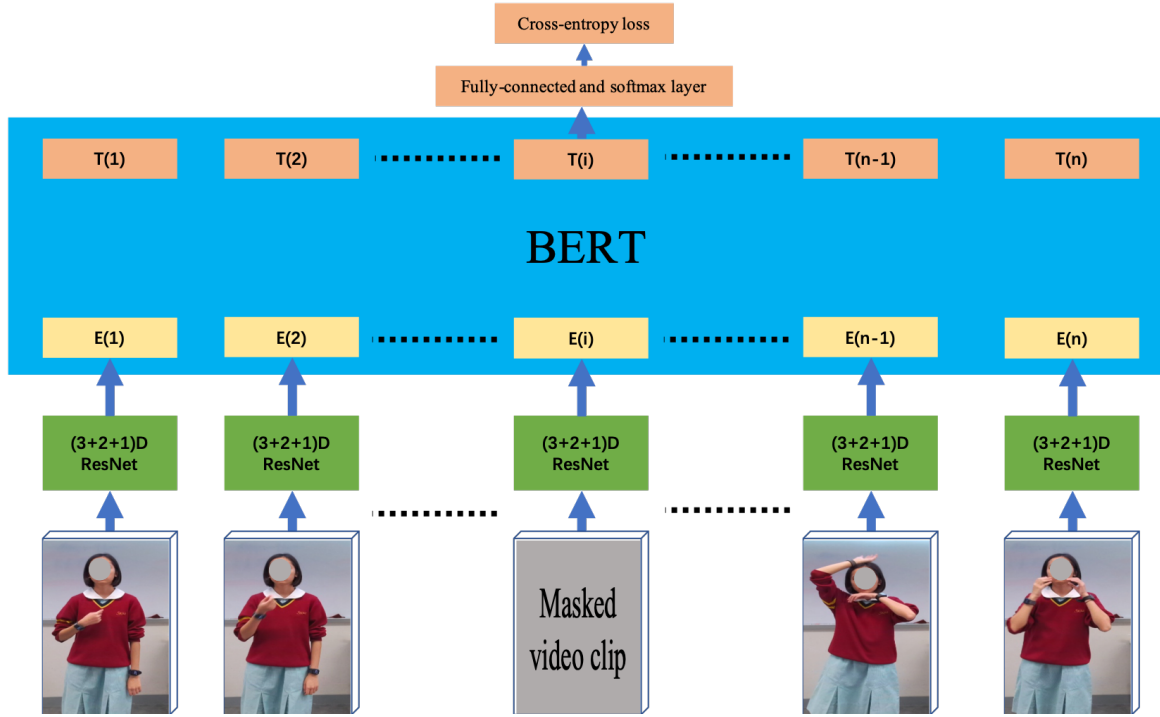 Cross-entropy loss
Fully-connected and softmax layer
T(1) T(2) T(i) T(n-1) T(n)
BERT
E(1) E(2) E(i) E(n-1) E(n)
(3+2+1)D (3+2+1)D (3+2+1)D (3+2+1)D (3+2+1)D
ResNet ResNet ResNet ResNet ResNet
Masked
video clip